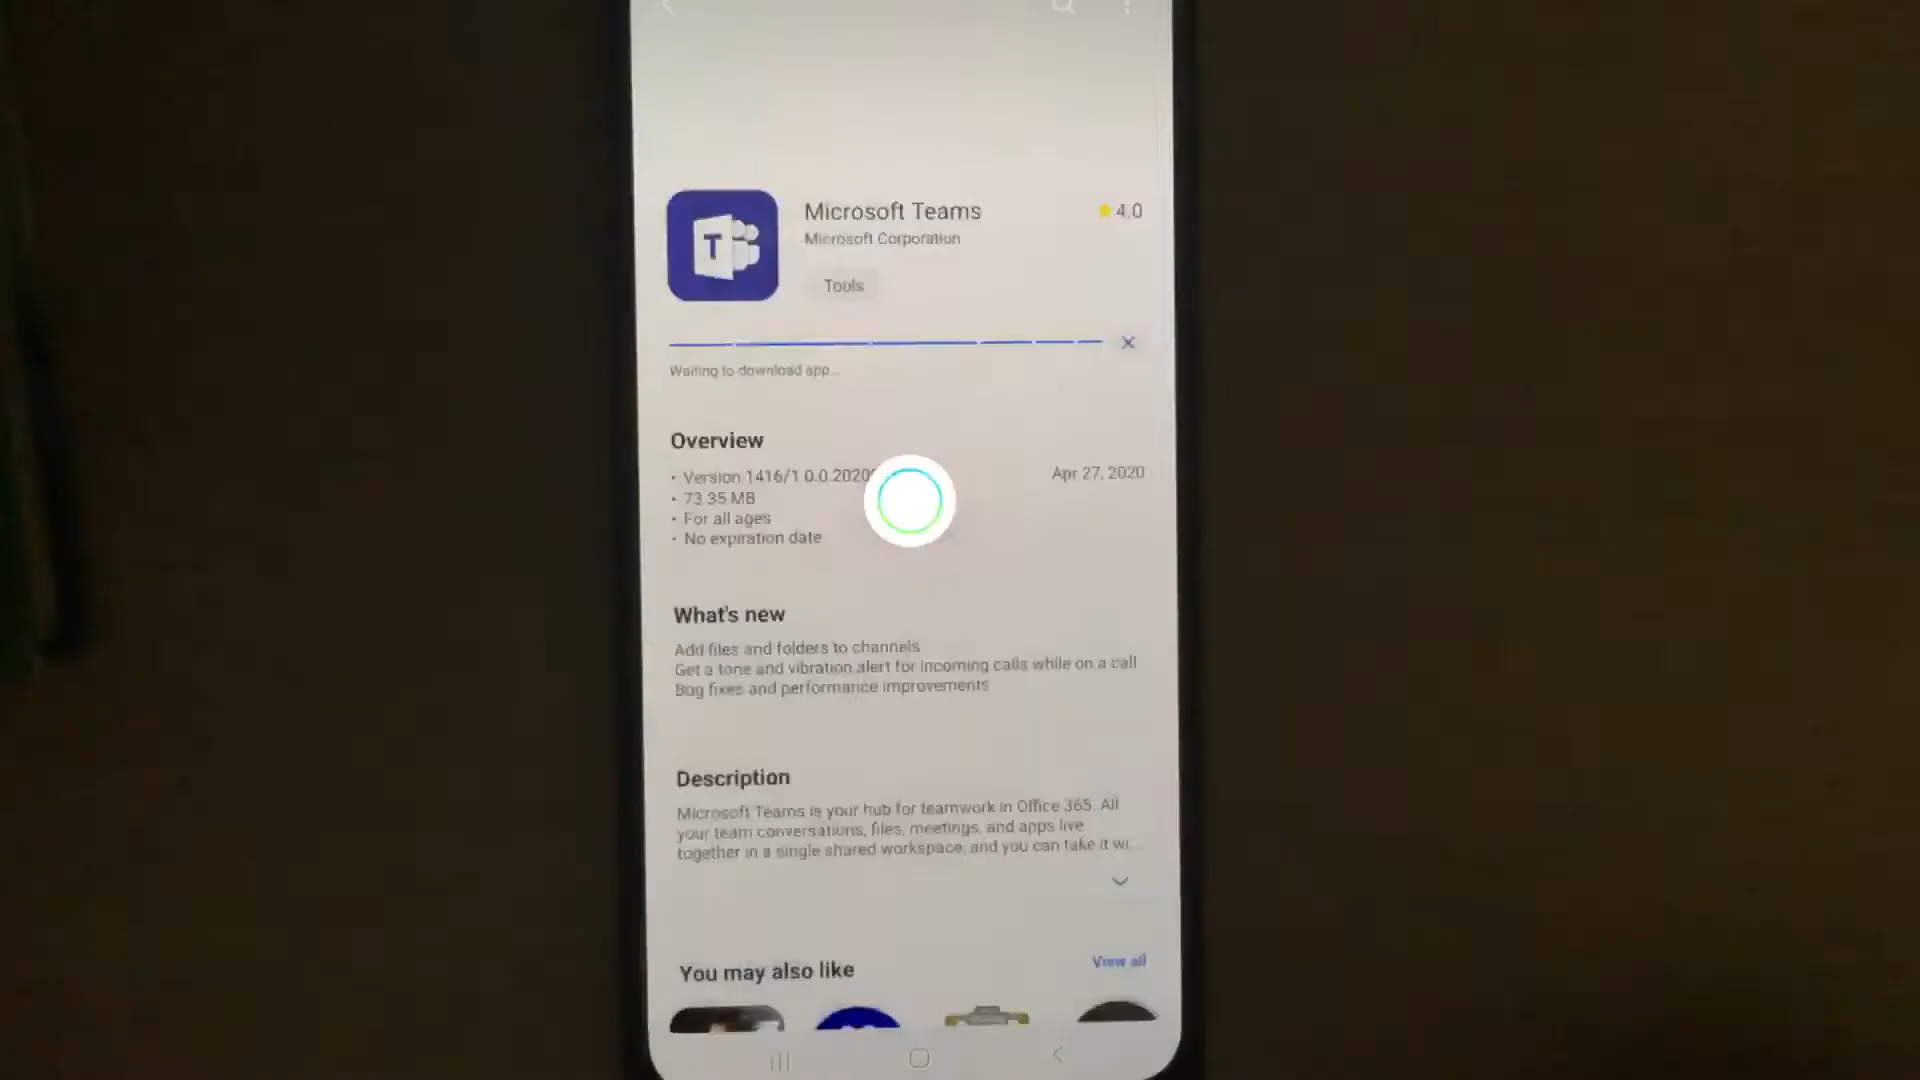 Microsoft Teams
4.0
Microsoft Corporation
Tools
Waiting to download app...
Overview
• Version 1416/1.0.0.2020
Apr 27, 2020
• 73.35 MB
• For all ages
• No expiration date
What's new
Add files and folders to channels
Get a tone and vibration alert for incoming calls while on a call
Bug fixes and performance improvements
Description
Microsoft Teams is your hub for teamwork in Office 365. All
your team conversations, files, meetings, and apps live
together in a single shared workspace, and you can take it wi...
You may also like
View all